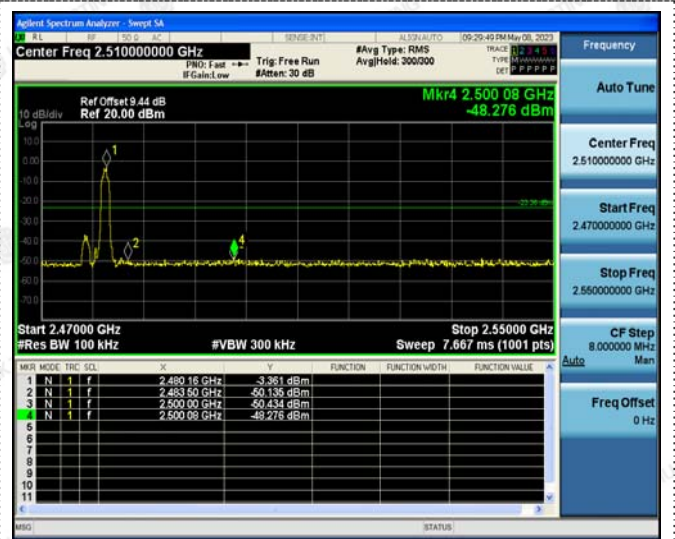 Agilent Spectrum Analyzer - Swept SA
RL RF 50 Ω AC SENSE:INT ALIGN AUTO 09:29:49 PM May 08, 2023
Center Freq 2.510000000 GHz #Avg Type: RMS TRACE 1 2 3 4 5 6
PNO: Fast Trig: Free Run Avg|Hold: 300/300 TYPE M
IFGain:Low #Atten: 30 dB DET P P P P P P
Ref Offset 9.44 dB Mkr4 2.500 08 GHz
10 dB/div Ref 20.00 dBm -48.276 dBm
Log
10.0
0.00
-10.0
-20.0
-30.0
-40.0
-50.0
-60.0
-70.0
1
2
4
Start 2.47000 GHz Stop 2.55000 GHz
#Res BW 100 kHz #VBW 300 kHz Sweep 7.667 ms (1001 pts)
MKR MODE TRC SCL X Y FUNCTION FUNCTION WIDTH FUNCTION VALUE
1 N 1 f 2.480 16 GHz -3.361 dBm
2 N 1 f 2.483 50 GHz -50.135 dBm
3 N 1 f 2.500 00 GHz -50.434 dBm
4 N 1 f 2.500 08 GHz -48.276 dBm
5
6
7
8
9
10
11
MSG STATUS
Frequency
Auto Tune
Center Freq
2.510000000 GHz
Start Freq
2.470000000 GHz
Stop Freq
2.550000000 GHz
CF Step
8.000000 MHz
Auto Man
Freq Offset
0 Hz